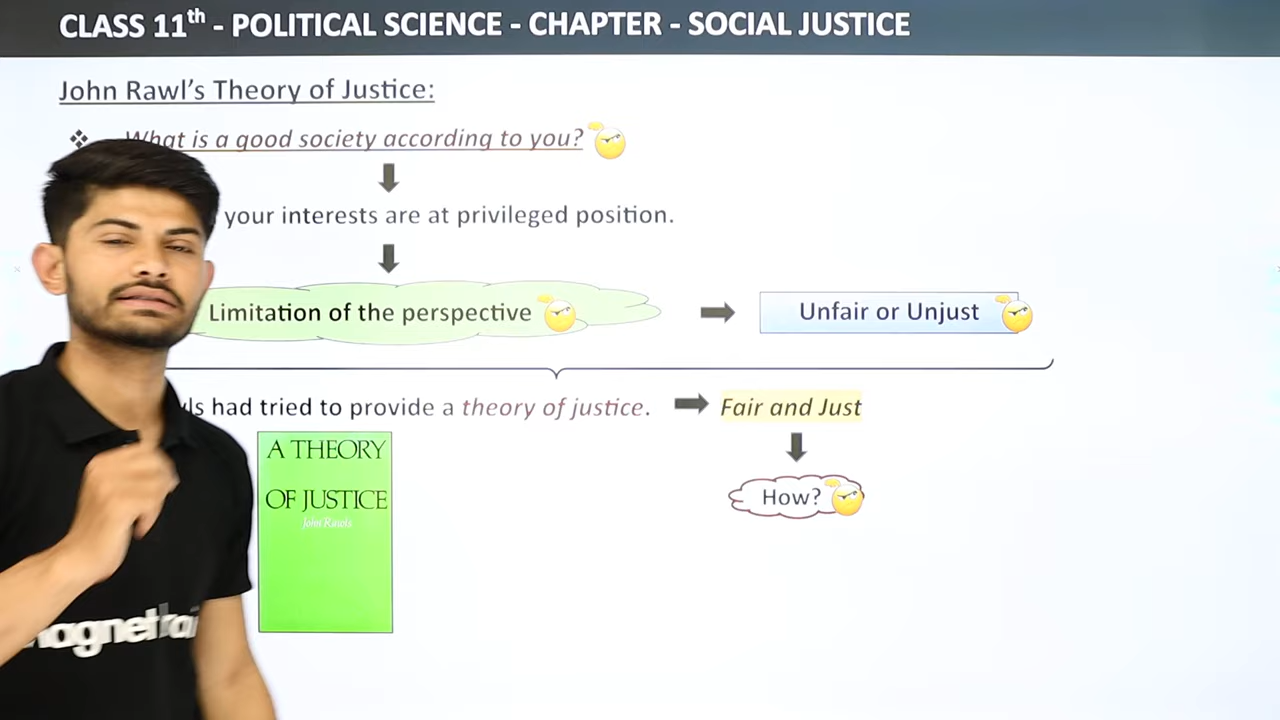 CLASS 11th - POLITICAL SCIENCE - CHAPTER - SOCIAL JUSTICE
John Rawl's Theory of Justice:
What is a good society according to you?
your interests are at privileged position.
Limitation of the perspective
Unfair or Unjust
had tried to provide a theory of justice.
Fair and Just
A THEORY
OF JUSTICE
John Rawls
How?